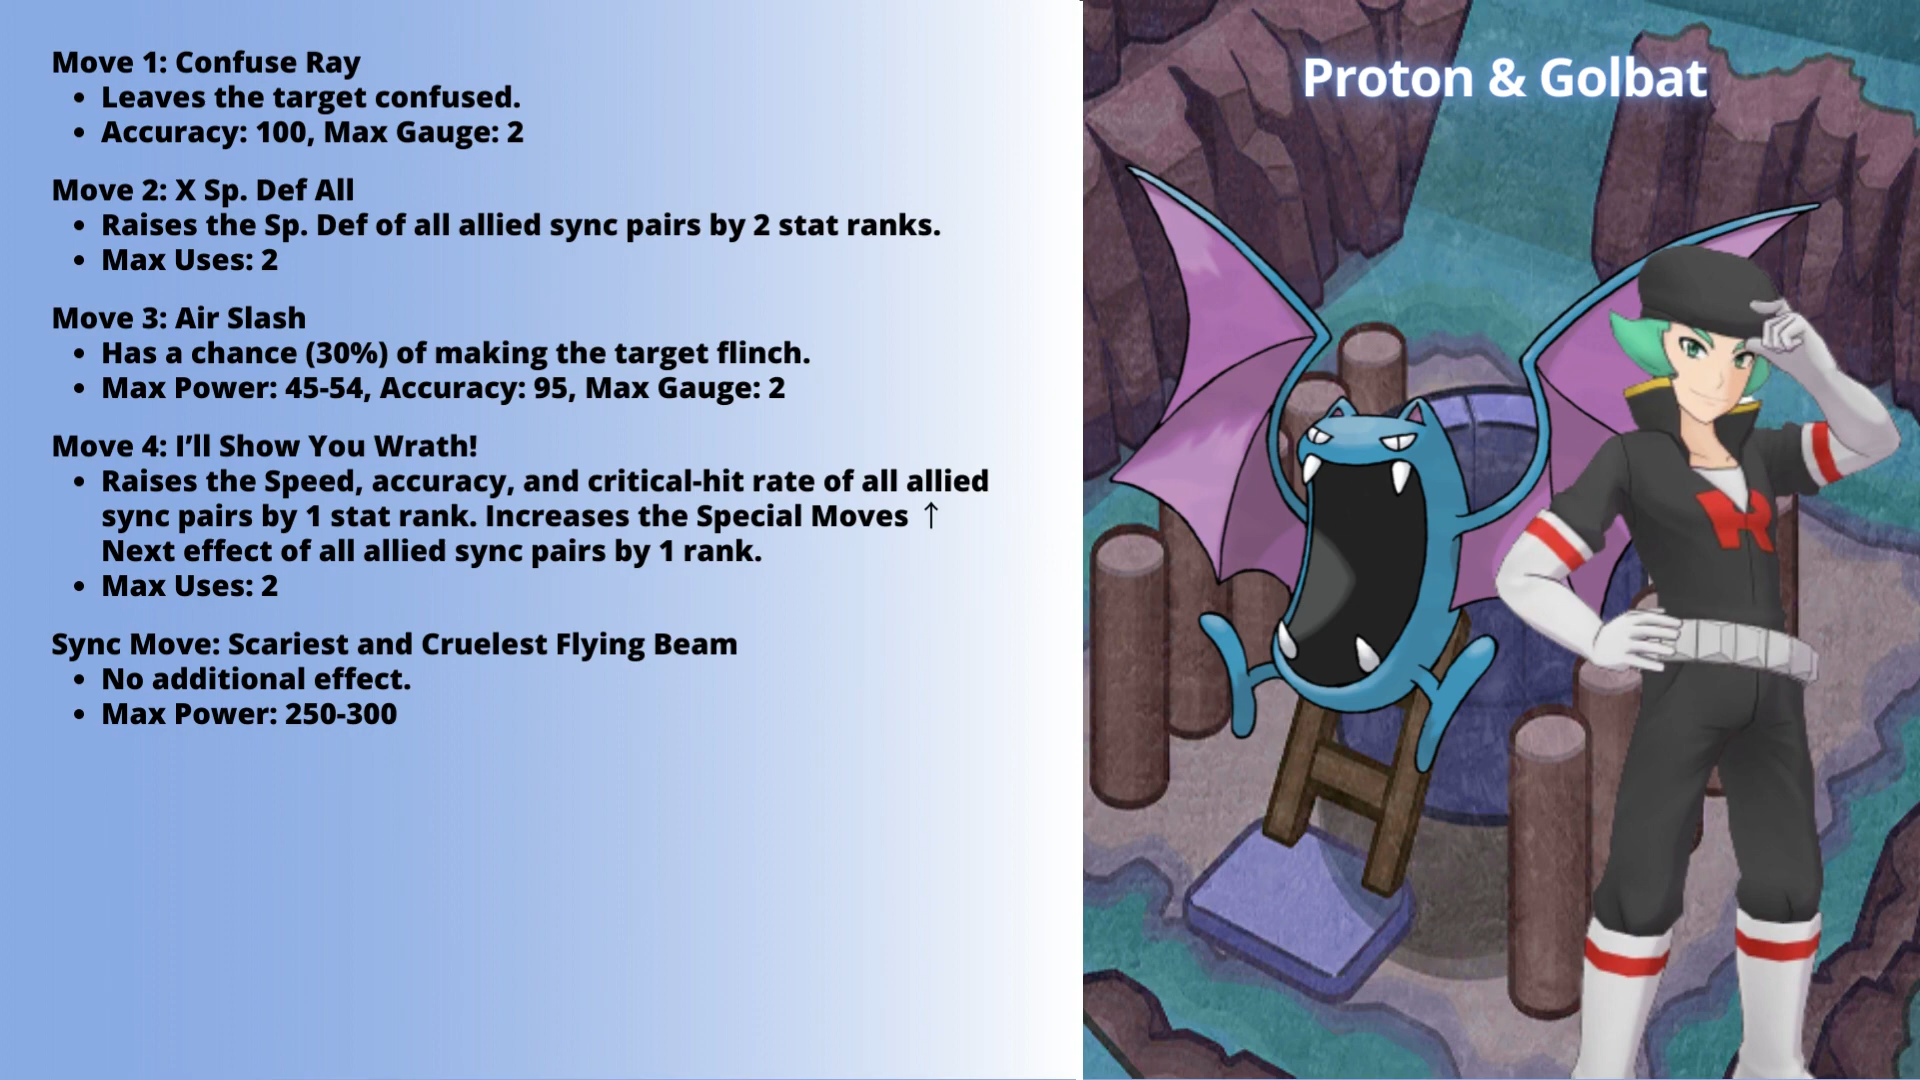 Move 1: Confuse Ray
• Leaves the target confused.
• Accuracy: 100, Max Gauge: 2
Move 2: X Sp. Def All
• Raises the Sp. Def of all allied sync pairs by 2 stat ranks.
• Max Uses: 2
Move 3: Air Slash
• Has a chance (30%) of making the target flinch.
• Max Power: 45-54, Accuracy: 95, Max Gauge: 2
Move 4: I’ll Show You Wrath!
• Raises the Speed, accuracy, and critical-hit rate of all allied
sync pairs by 1 stat rank. Increases the Special Moves ↑
Next effect of all allied sync pairs by 1 rank.
• Max Uses: 2
Sync Move: Scariest and Cruelest Flying Beam
• No additional effect.
• Max Power: 250-300
Proton & Golbat
R